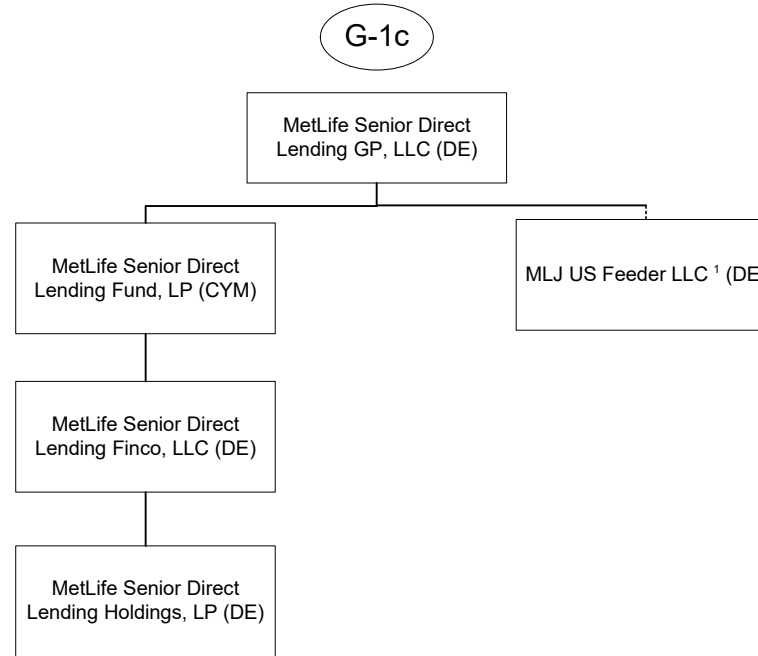 G-1c
MetLife Senior Direct
Lending GP, LLC (DE)
MetLife Senior Direct
Lending Fund, LP (CYM)
MLJ US Feeder LLC ¹ (DE
MetLife Senior Direct
Lending Finco, LLC (DE)
MetLife Senior Direct
Lending Holdings, LP (DE)